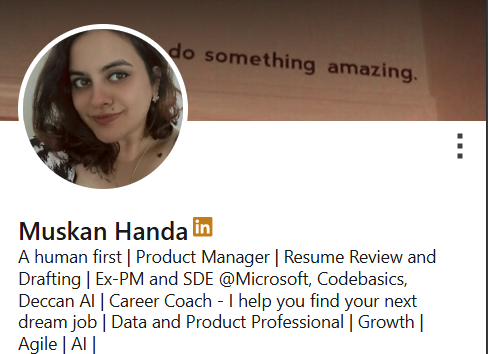 do something amazing.
Muskan Handa in
A human first | Product Manager | Resume Review and
Drafting | Ex-PM and SDE @Microsoft, Codebasics,
Deccan AI | Career Coach - I help you find your next
dream job | Data and Product Professional | Growth |
Agile | AI |